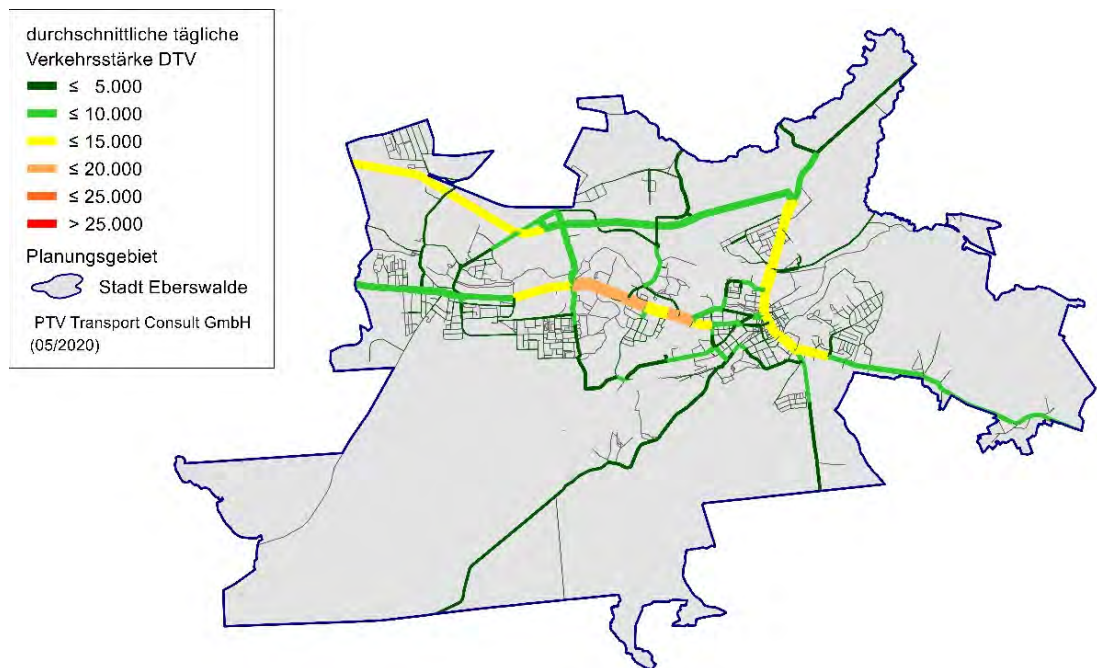 durchschnittliche tägliche
Verkehrsstärke DTV
≤ 5.000
≤ 10.000
≤ 15.000
≤ 20.000
≤ 25.000
> 25.000
Planungsgebiet
Stadt Eberswalde
PTV Transport Consult GmbH
(05/2020)